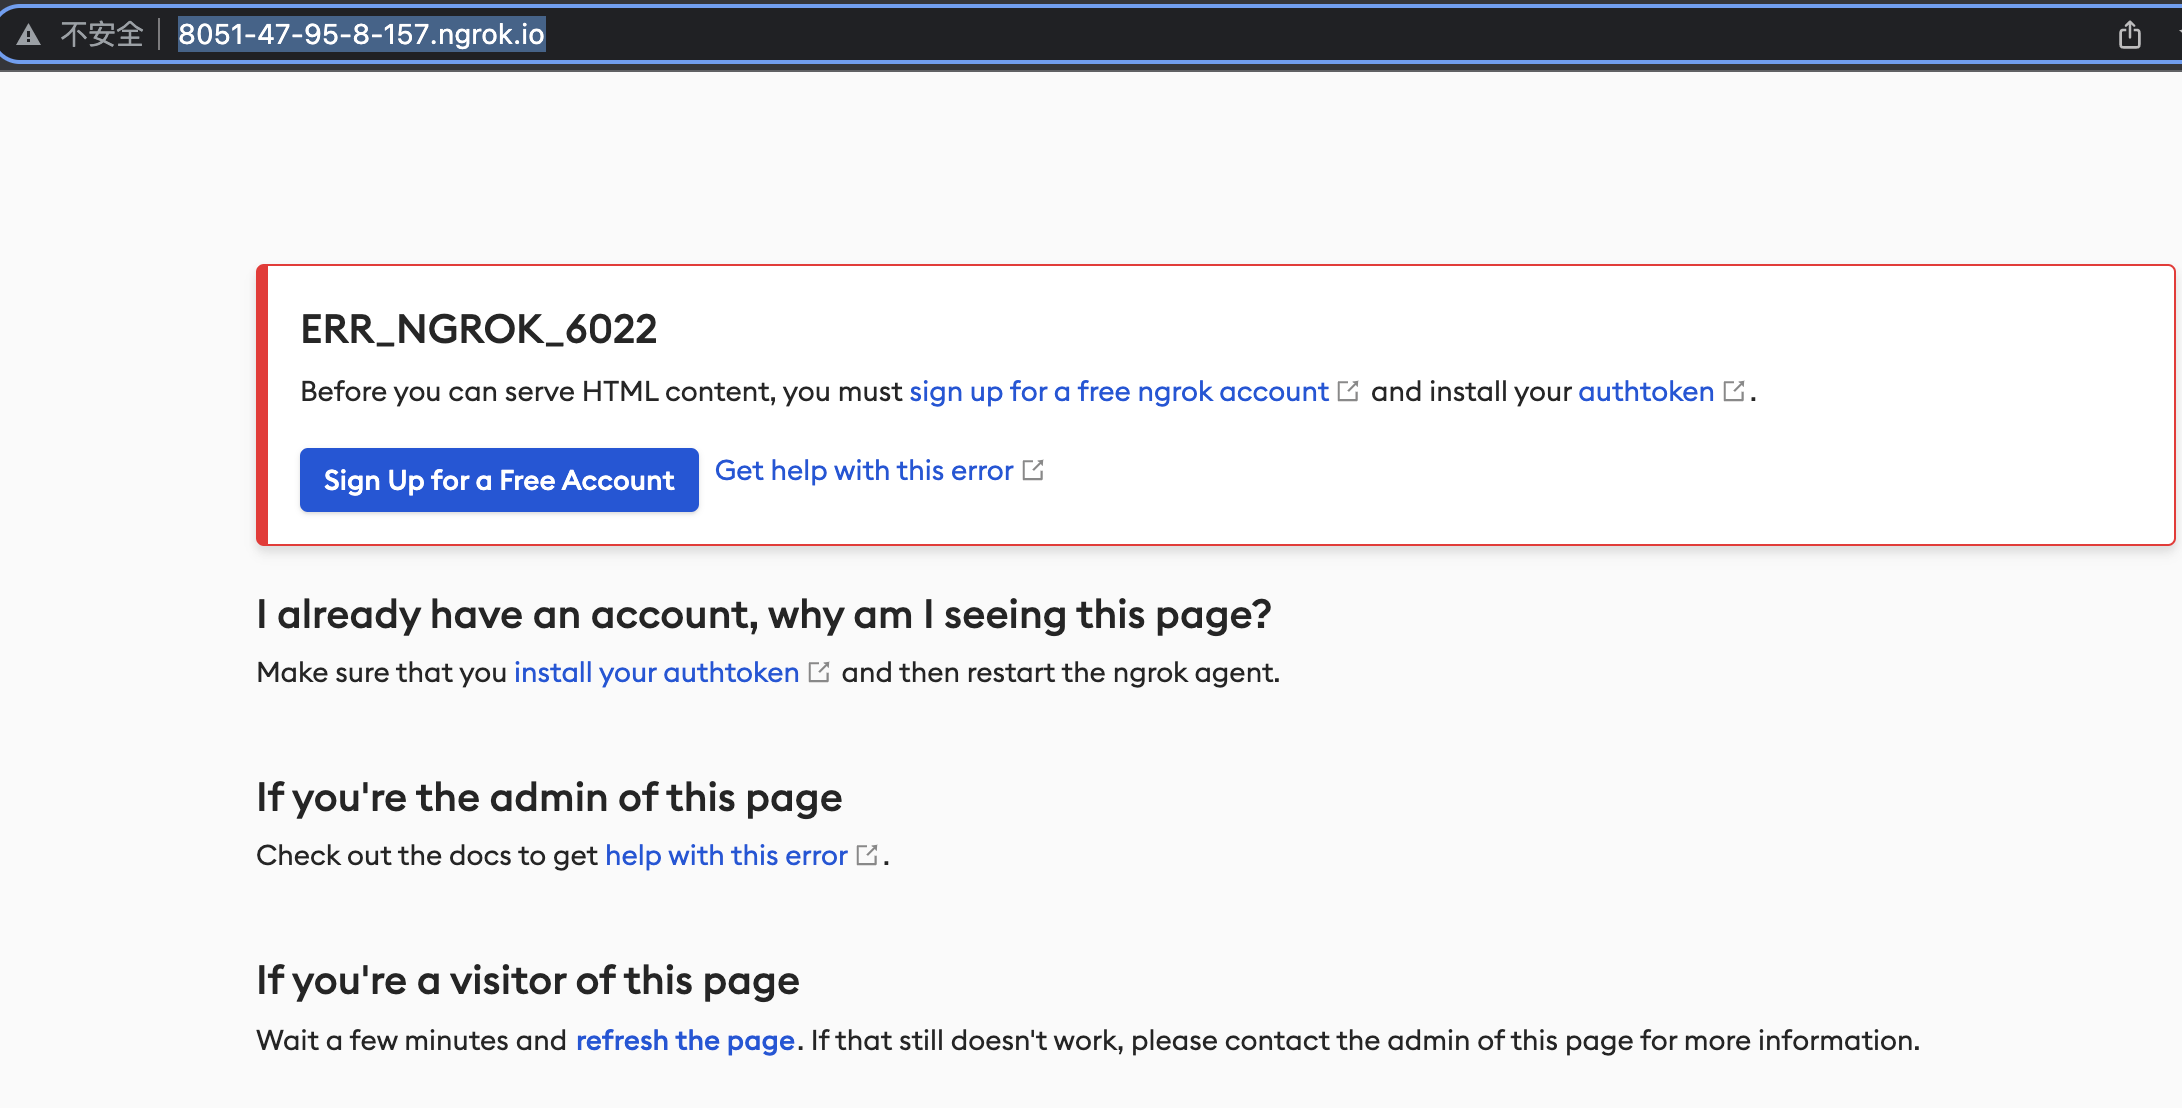 不安全 8051-47-95-8-157.ngrok.io
ERR_NGROK_6022
Before you can serve HTML content, you must sign up for a free ngrok account and install your authtoken.
Sign Up for a Free Account Get help with this error
I already have an account, why am I seeing this page?
Make sure that you install your authtoken and then restart the ngrok agent.
If you're the admin of this page
Check out the docs to get help with this error.
If you're a visitor of this page
Wait a few minutes and refresh the page. If that still doesn't work, please contact the admin of this page for more information.